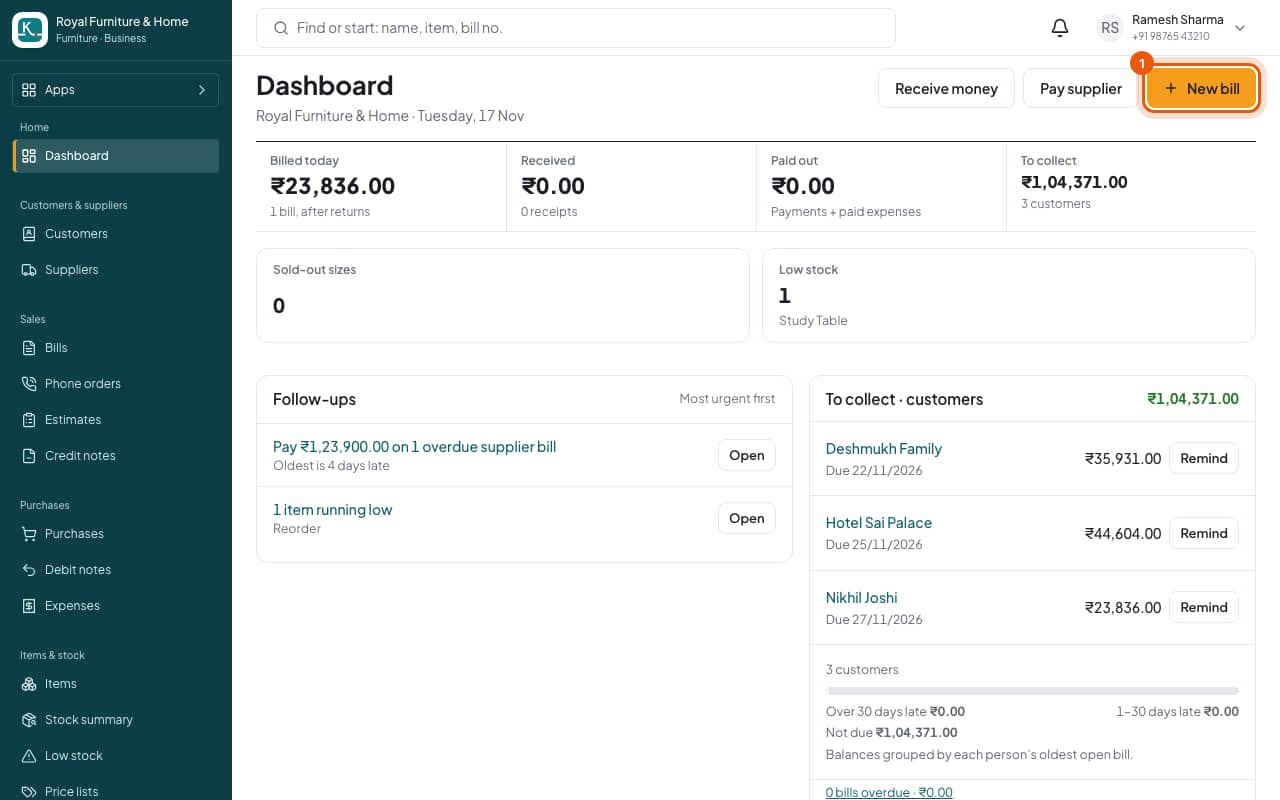 Royal Furniture & Home
Furniture · Business
Apps
Home
Dashboard
Customers & suppliers
Customers
Suppliers
Sales
Bills
Phone orders
Estimates
Credit notes
Purchases
Purchases
Debit notes
Expenses
Items & stock
Items
Stock summary
Low stock
Price lists
Find or start: name, item, bill no.
RS
Ramesh Sharma
+91 98765 43210
Dashboard
Royal Furniture & Home · Tuesday, 17 Nov
Receive money
Pay supplier
1
+ New bill
Billed today
₹23,836.00
1 bill, after returns
Received
₹0.00
0 receipts
Paid out
₹0.00
Payments + paid expenses
To collect
₹1,04,371.00
3 customers
Sold-out sizes
0
Low stock
1
Study Table
Follow-ups
Most urgent first
Pay ₹1,23,900.00 on 1 overdue supplier bill
Oldest is 4 days late
Open
1 item running low
Reorder
Open
To collect · customers
₹1,04,371.00
Deshmukh Family
Due 22/11/2026
₹35,931.00
Remind
Hotel Sai Palace
Due 25/11/2026
₹44,604.00
Remind
Nikhil Joshi
Due 27/11/2026
₹23,836.00
Remind
3 customers
Over 30 days late ₹0.00
1–30 days late ₹0.00
Not due ₹1,04,371.00
Balances grouped by each person's oldest open bill.
0 bills overdue · ₹0.00